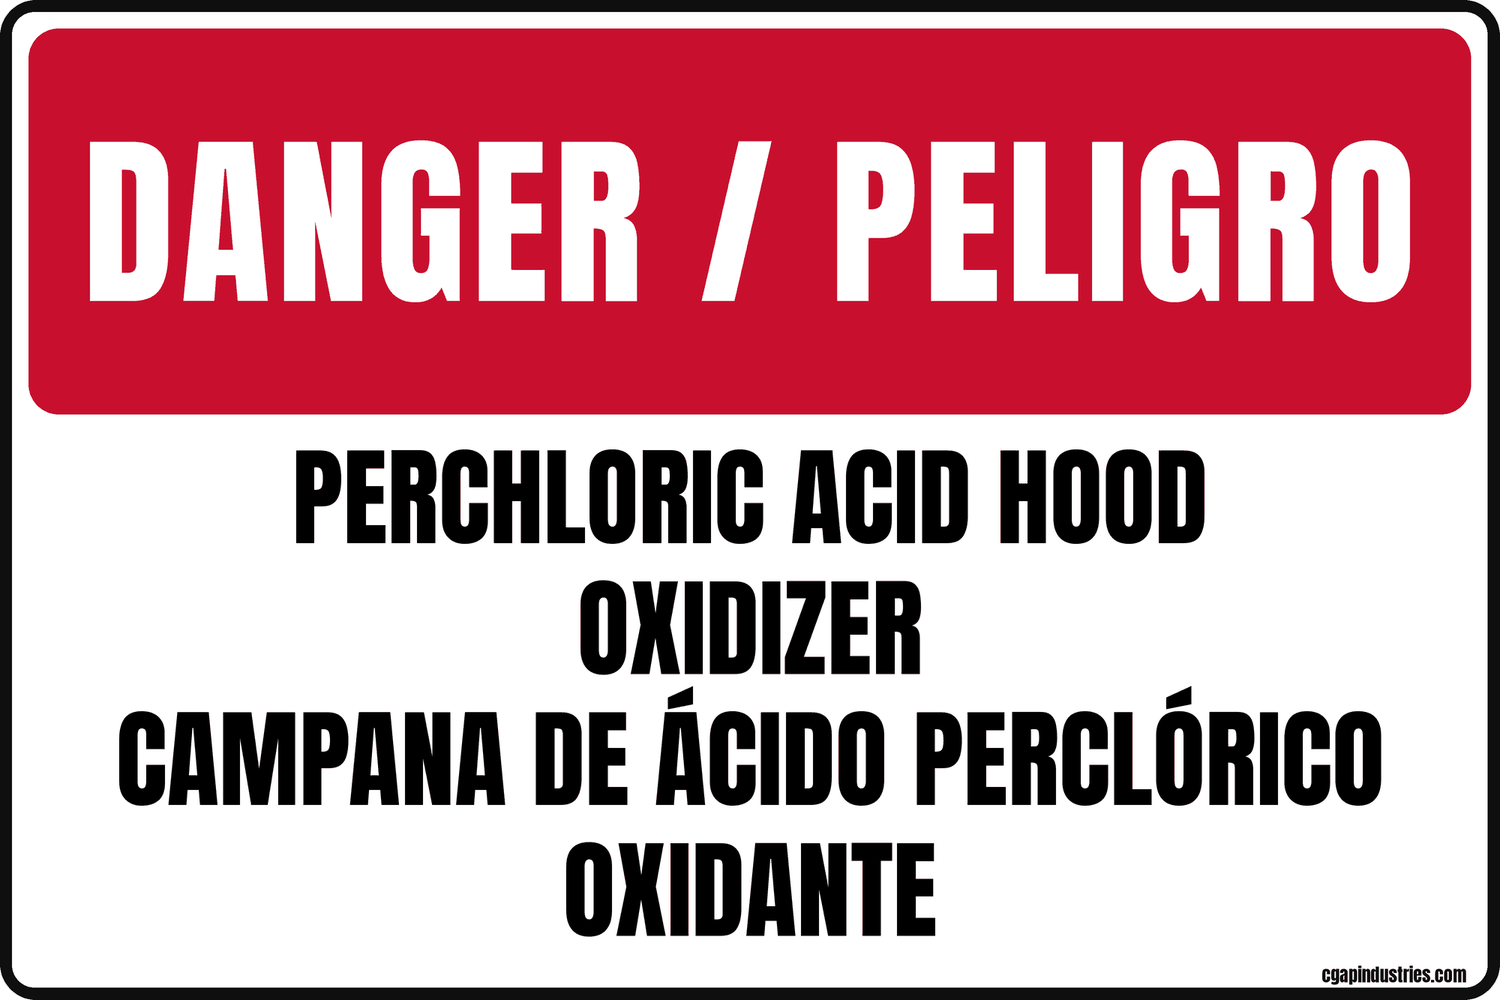 DANGER / PELIGRO
PERCHLORIC ACID HOOD
OXIDIZER
CAMPANA DE ÁCIDO PERCLÓRICO
OXIDANTE
cgapindustries.com